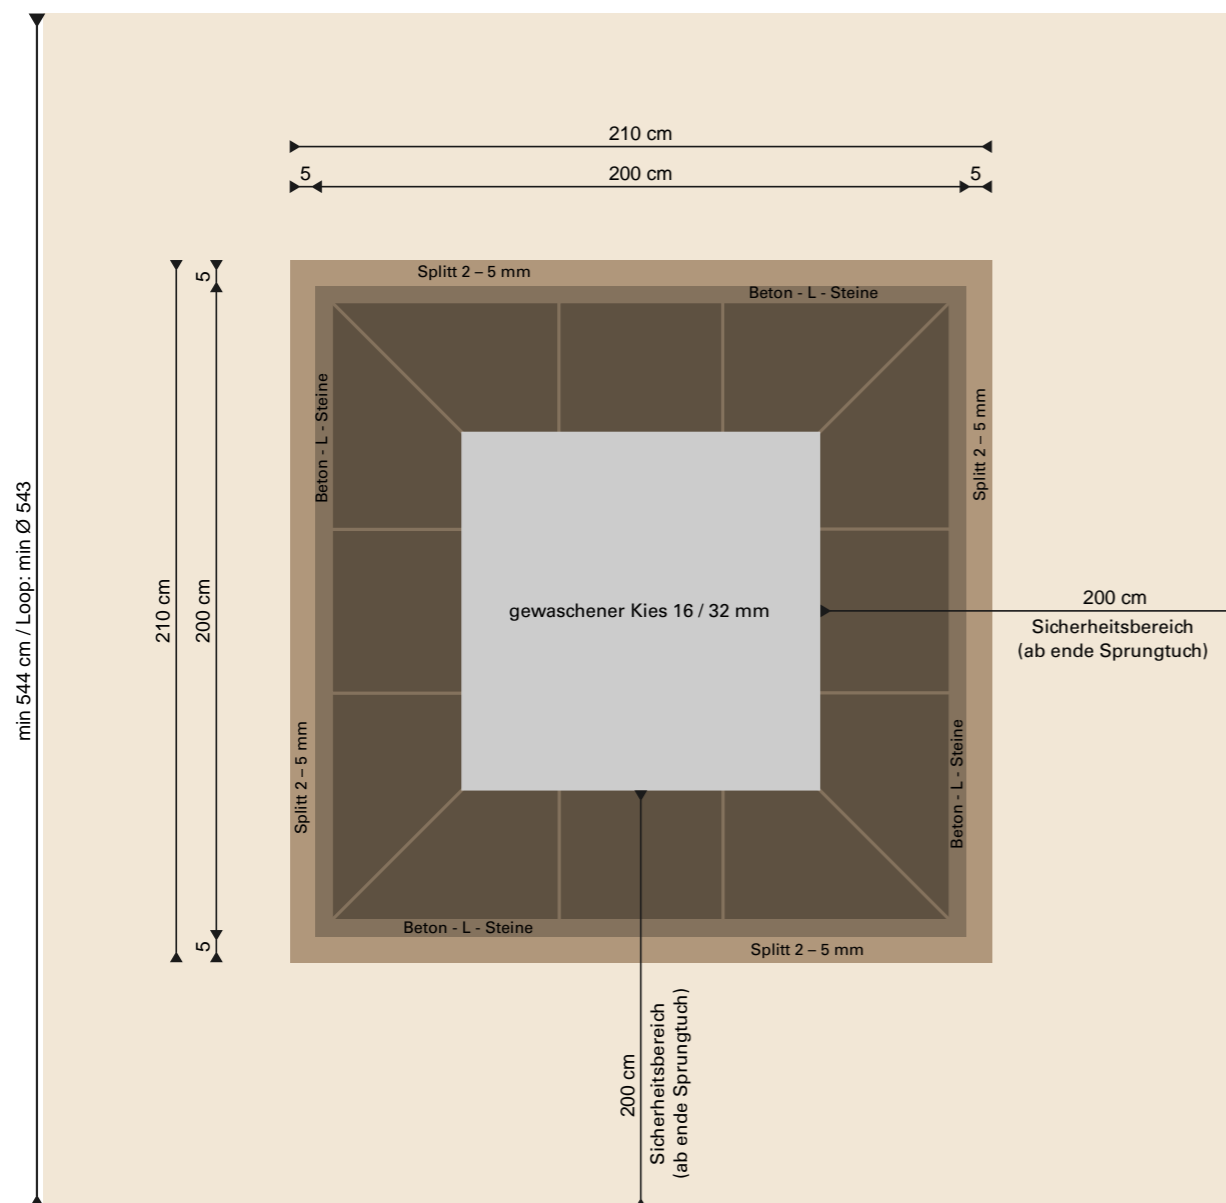 210 cm
5
200 cm
5
Splitt 2 – 5 mm
Beton - L - Steine
5
Beton - L - Steine
Splitt 2 – 5 mm
min 544 cm / Loop: min Ø 543
210 cm
200 cm
gewaschener Kies 16 / 32 mm
200 cm
Sicherheitsbereich
(ab ende Sprungtuch)
Splitt 2 – 5 mm
Beton - L - Steine
5
Beton - L - Steine
Splitt 2 – 5 mm
200 cm
Sicherheitsbereich
(ab ende Sprungtuch)